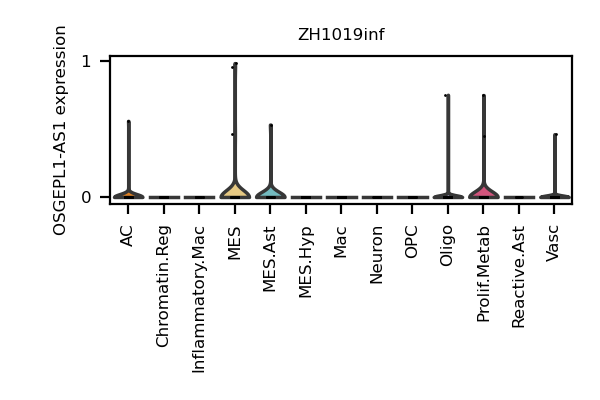 ZH1019inf
OSGEPL1-AS1 expression
1
0
AC
Chromatin.Reg
Inflammatory.Mac
MES
MES.Ast
MES.Hyp
Mac
Neuron
OPC
Oligo
Prolif.Metab
Reactive.Ast
Vasc